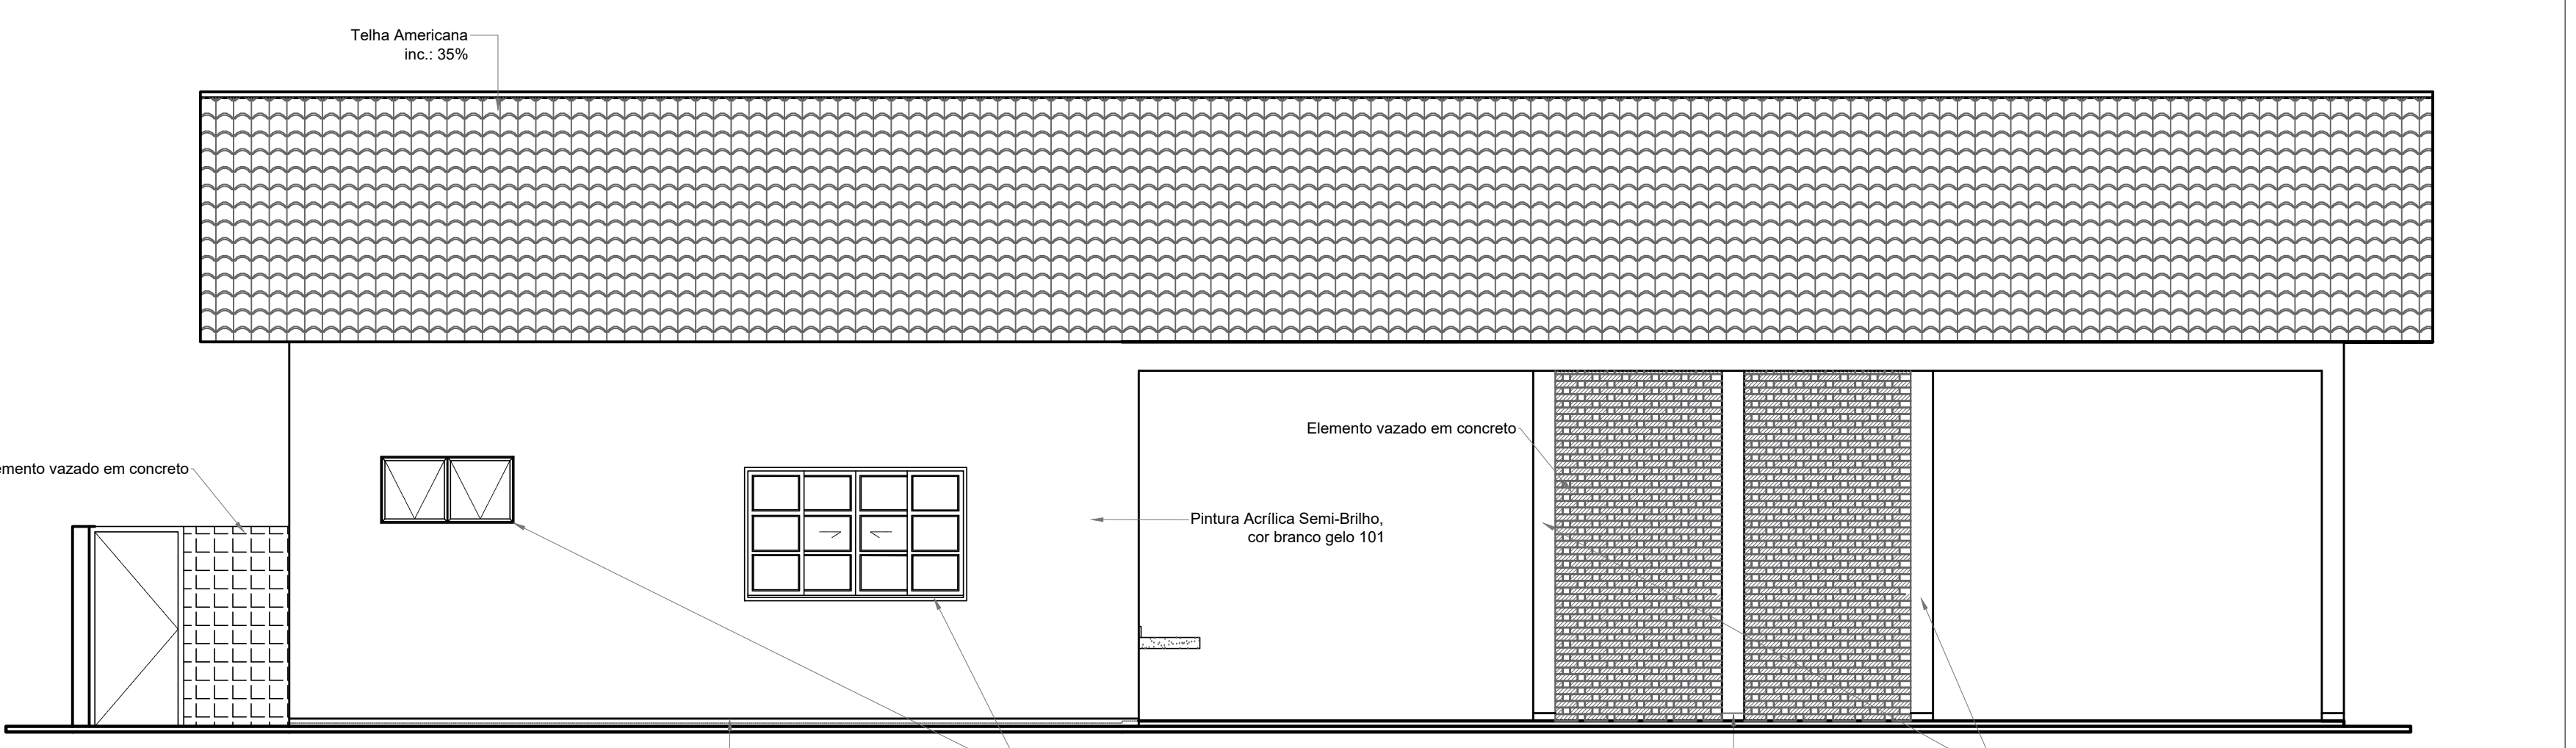 Telha Americana
inc.: 35%
Elemento vazado em concreto
emento vazado em concreto
Pintura Acrílica Semi-Brilho,
cor branco gelo 101